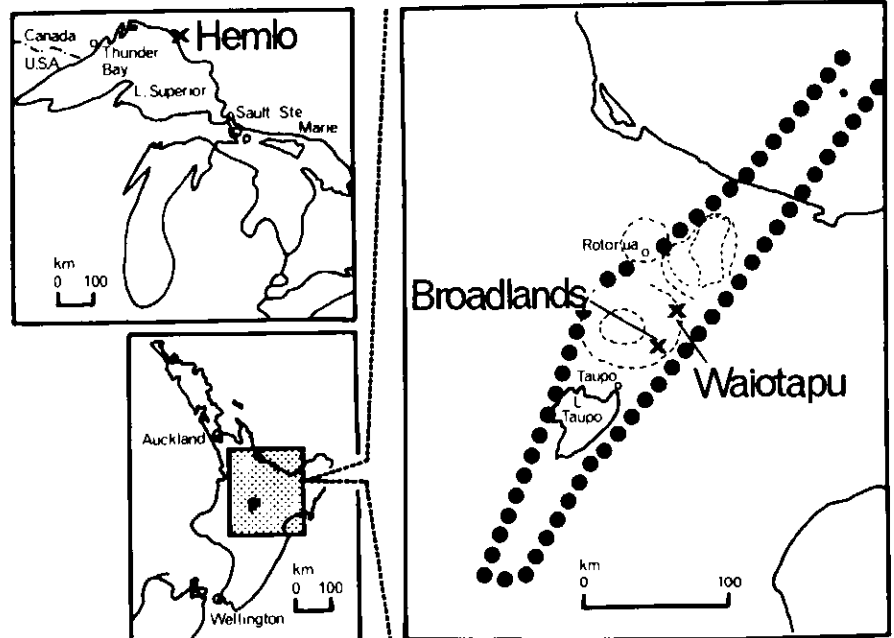 Canada
U.S.A.
Thunder
Bay
Hemlo
L. Superior
Sault Ste
Marie
km
0 100
Auckland
km
0 100
Wellington
Rotorua
Broadlands
Waiotapu
Taupo
L
Taupo
km
0 100